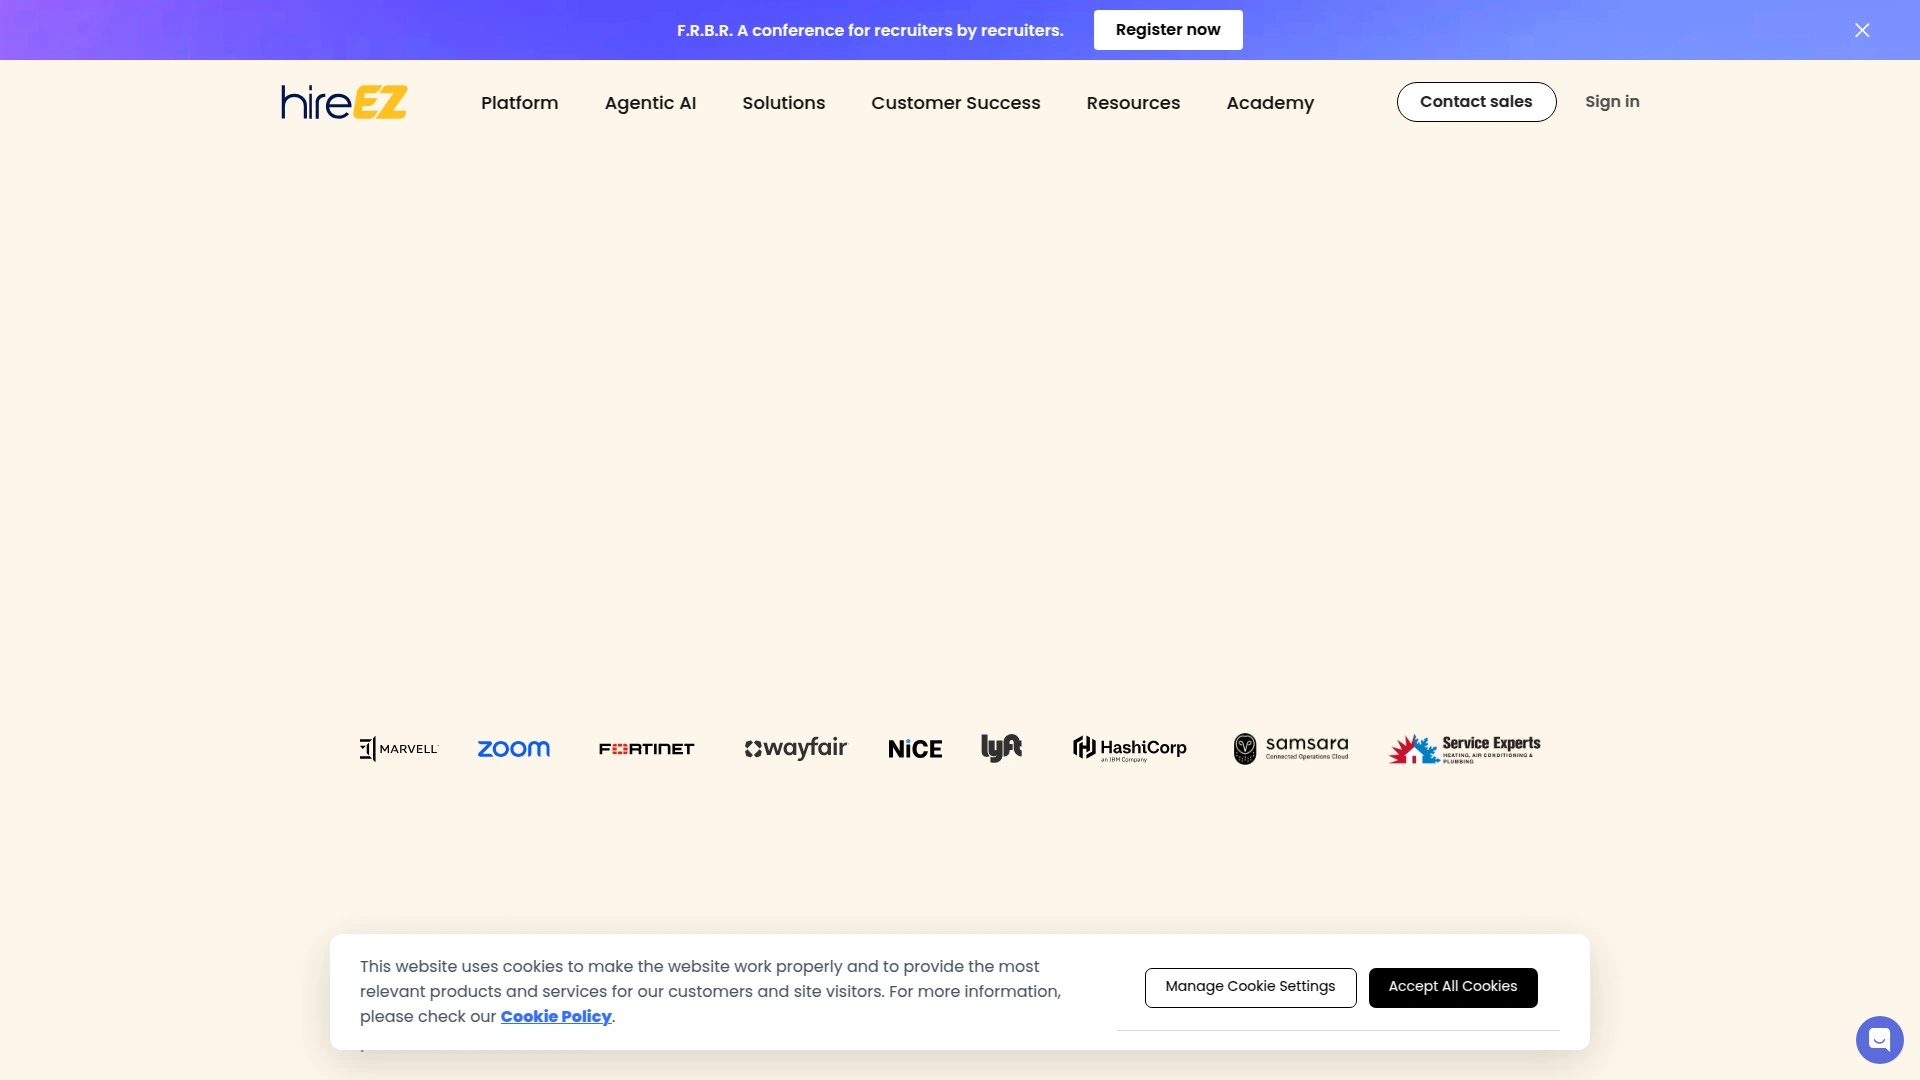 F.R.B.R. A conference for recruiters by recruiters.
Register now
hireEZ
Platform
Agentic AI
Solutions
Customer Success
Resources
Academy
Contact sales
Sign in
MARVELL
zoom
FORTINET
wayfair
NiCE
lyft
HashiCorp
an IBM Company
samsara
Connected Operations Cloud
Service Experts
HEATING, AIR CONDITIONING &
PLUMBING
This website uses cookies to make the website work properly and to provide the most
relevant products and services for our customers and site visitors. For more information,
please check our Cookie Policy.
Manage Cookie Settings
Accept All Cookies